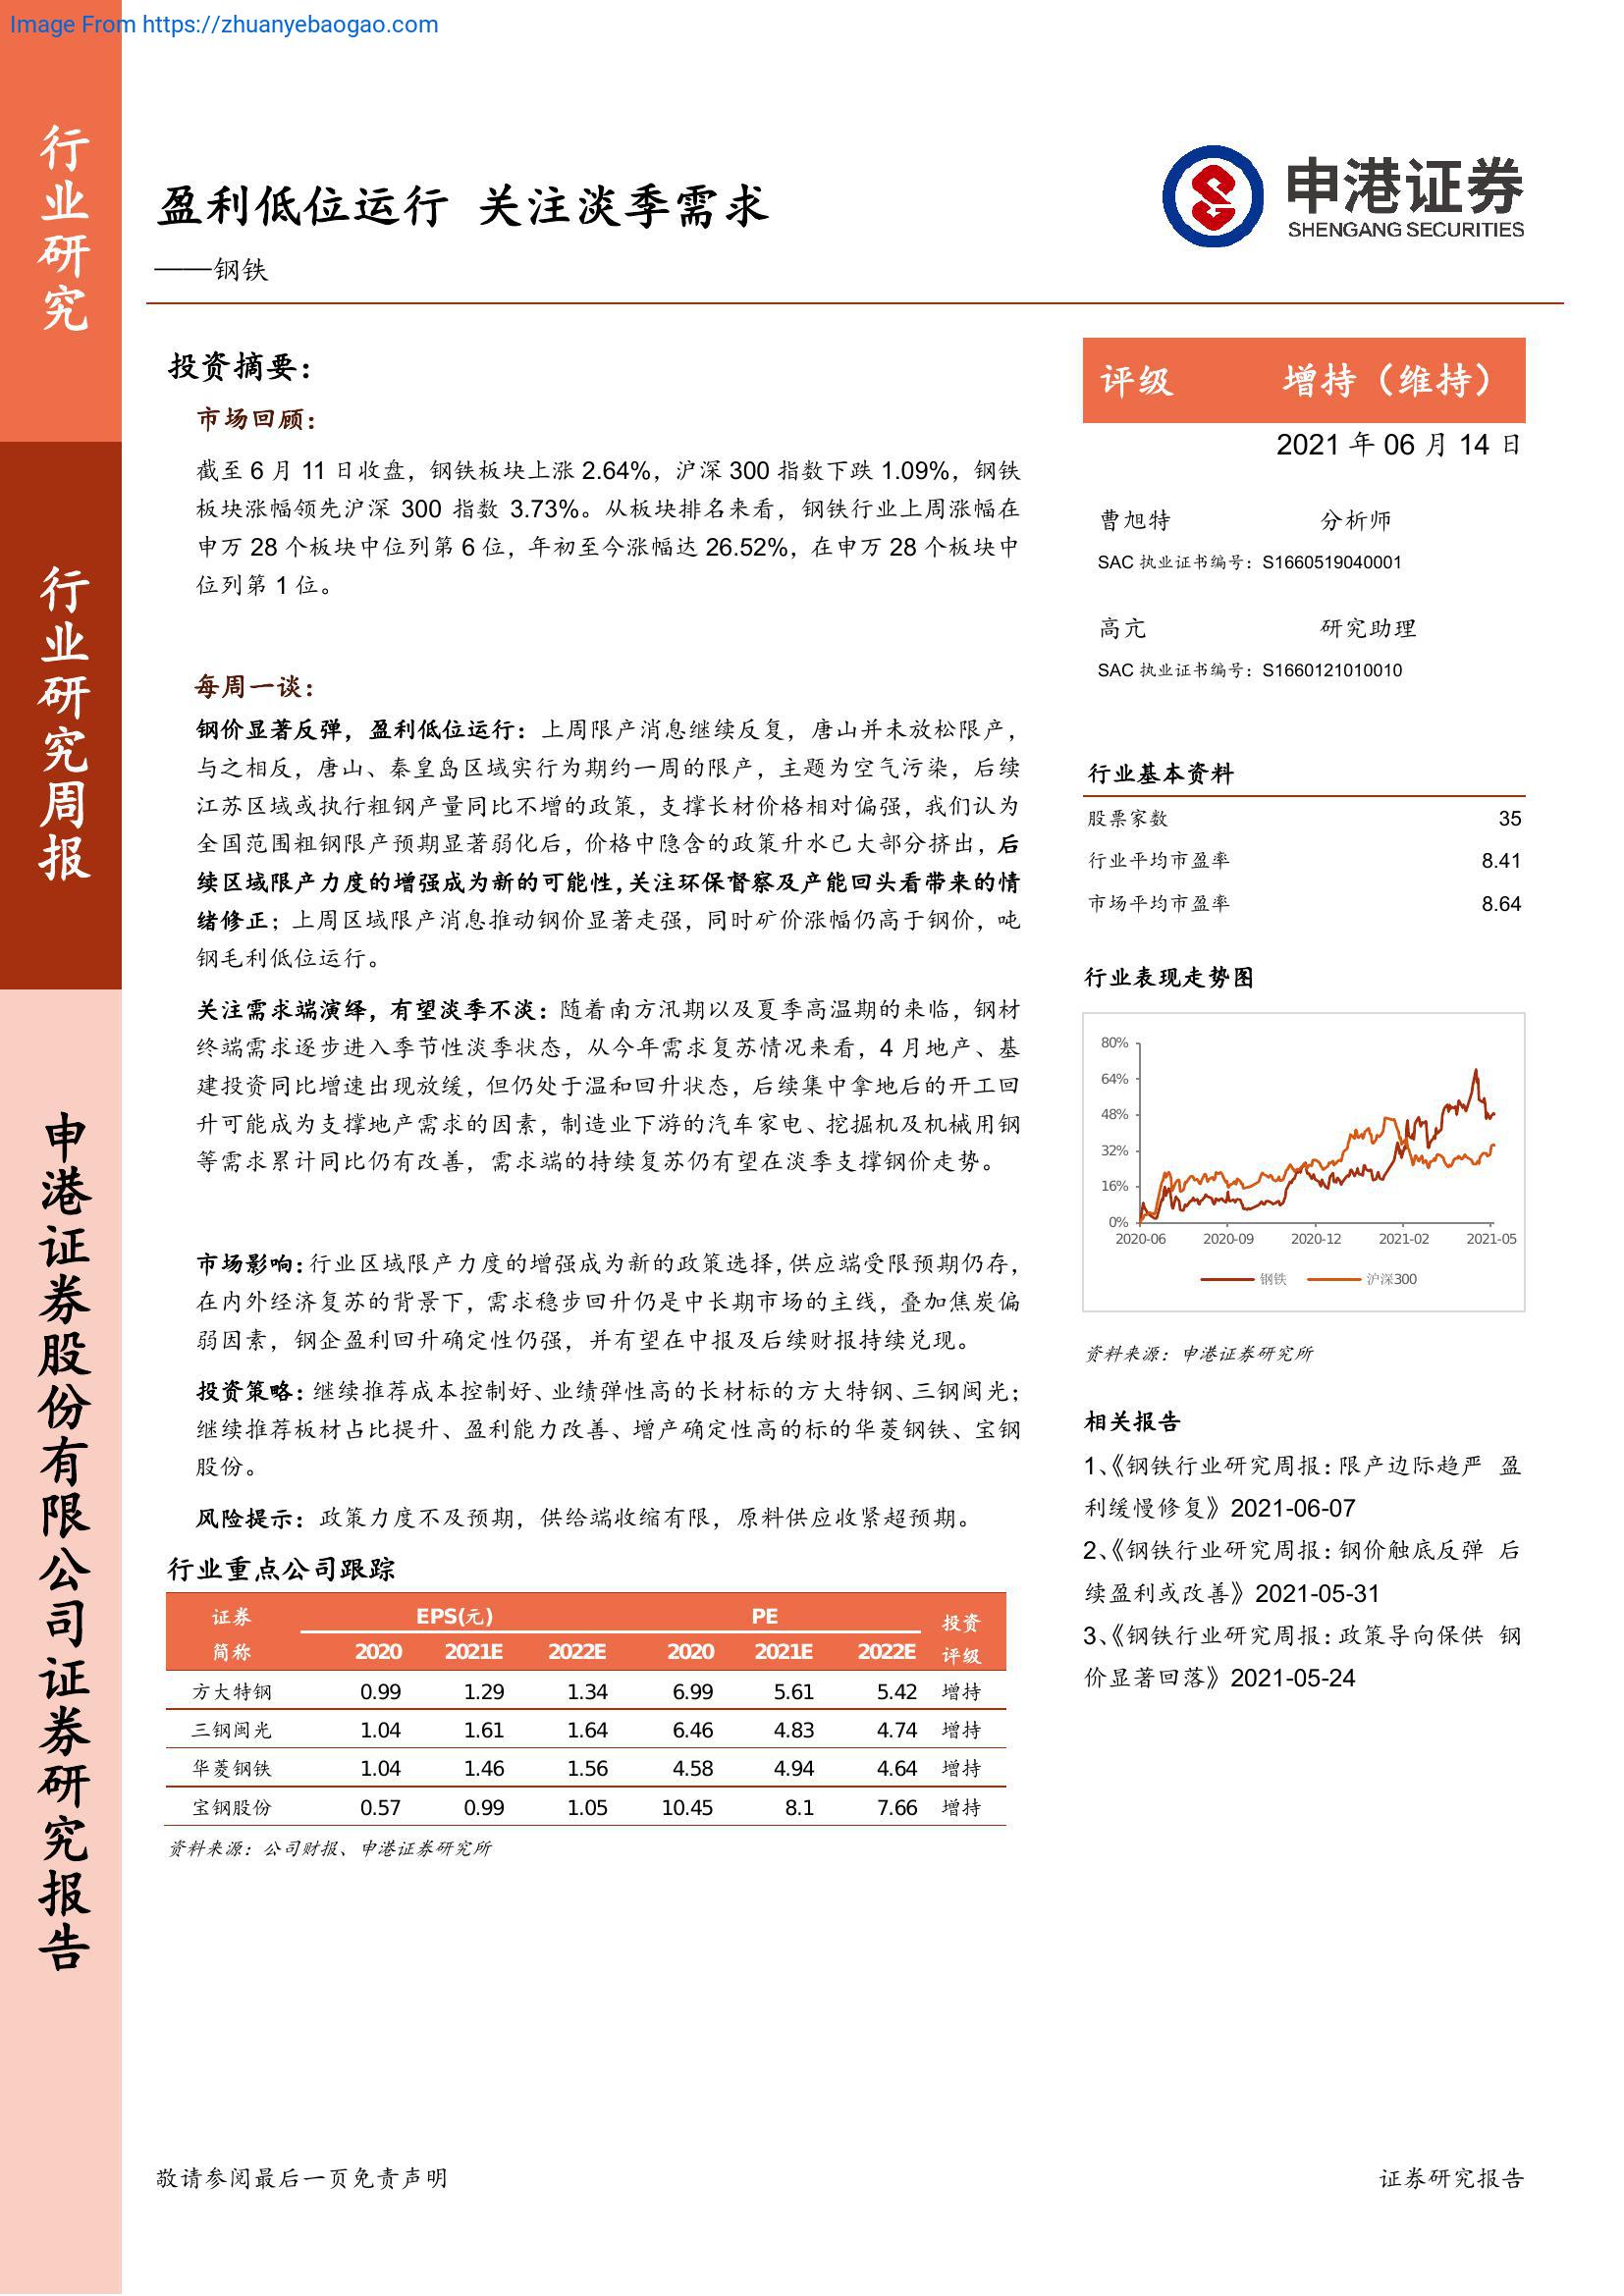 Image From https://zhuanyebaogao.com
行业研究
行业研究周报
申港证券股份有限公司证券研究报告
盈利低位运行 关注淡季需求
——钢铁
申港证券
SHENGANG SECURITIES
投资摘要：
市场回顾：
截至 6 月 11 日收盘，钢铁板块上涨 2.64%，沪深 300 指数下跌 1.09%，钢铁
板块涨幅领先沪深 300 指数 3.73%。从板块排名来看，钢铁行业上周涨幅在
申万 28 个板块中位列第 6 位，年初至今涨幅达 26.52%，在申万 28 个板块中
位列第 1 位。
每周一谈：
钢价显著反弹，盈利低位运行：上周限产消息继续反复，唐山并未放松限产，
与之相反，唐山、秦皇岛区域实行为期约一周的限产，主题为空气污染，后续
江苏区域或执行粗钢产量同比不增的政策，支撑长材价格相对偏强，我们认为
全国范围粗钢限产预期显著弱化后，价格中隐含的政策升水已大部分挤出，后
续区域限产力度的增强成为新的可能性，关注环保督察及产能回头看带来的情
绪修正；上周区域限产消息推动钢价显著走强，同时矿价涨幅仍高于钢价，吨
钢毛利低位运行。
关注需求端演绎，有望淡季不淡：随着南方汛期以及夏季高温期的来临，钢材
终端需求逐步进入季节性淡季状态，从今年需求复苏情况来看，4 月地产、基
建投资同比增速出现放缓，但仍处于温和回升状态，后续集中拿地后的开工回
升可能成为支撑地产需求的因素，制造业下游的汽车家电、挖掘机及机械用钢
等需求累计同比仍有改善，需求端的持续复苏仍有望在淡季支撑钢价走势。
市场影响：行业区域限产力度的增强成为新的政策选择，供应端受限预期仍存，
在内外经济复苏的背景下，需求稳步回升仍是中长期市场的主线，叠加焦炭偏
弱因素，钢企盈利回升确定性仍强，并有望在中报及后续财报持续兑现。
投资策略：继续推荐成本控制好、业绩弹性高的长材标的方大特钢、三钢闽光；
继续推荐板材占比提升、盈利能力改善、增产确定性高的标的华菱钢铁、宝钢
股份。
风险提示：政策力度不及预期，供给端收缩有限，原料供应收紧超预期。
行业重点公司跟踪
证券 EPS(元) PE 投资
简称 2020 2021E 2022E 2020 2021E 2022E 评级
方大特钢 0.99 1.29 1.34 6.99 5.61 5.42 增持
三钢闽光 1.04 1.61 1.64 6.46 4.83 4.74 增持
华菱钢铁 1.04 1.46 1.56 4.58 4.94 4.64 增持
宝钢股份 0.57 0.99 1.05 10.45 8.1 7.66 增持
资料来源：公司财报、申港证券研究所
评级 增持（维持）
2021 年 06 月 14 日
曹旭特 分析师
SAC 执业证书编号：S1660519040001
高亢 研究助理
SAC 执业证书编号：S1660121010010
行业基本资料
股票家数 35
行业平均市盈率 8.41
市场平均市盈率 8.64
行业表现走势图
80%
64%
48%
32%
16%
0%
2020-06 2020-09 2020-12 2021-02 2021-05
钢铁 沪深300
资料来源：申港证券研究所
相关报告
1、《钢铁行业研究周报：限产边际趋严 盈
利缓慢修复》2021-06-07
2、《钢铁行业研究周报：钢价触底反弹 后
续盈利或改善》2021-05-31
3、《钢铁行业研究周报：政策导向保供 钢
价显著回落》2021-05-24
敬请参阅最后一页免责声明
证券研究报告